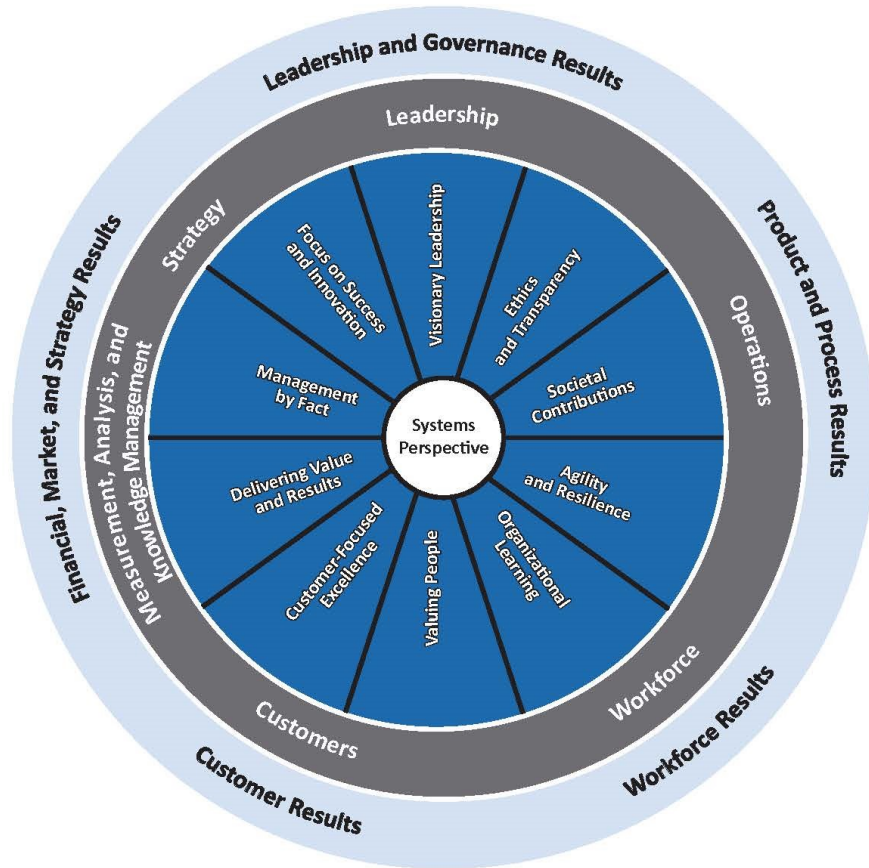 Leadership and Governance Results
Product and Process Results
Workforce Results
Customer Results
Financial, Market, and Strategy Results
Leadership
Operations
Workforce
Customers
Measurement, Analysis, and
Knowledge Management
Strategy
Visionary Leadership
Ethics
and Transparency
Societal
Contributions
Agility
and Resilience
Organizational
Learning
Valuing People
Customer-Focused
Excellence
Delivering Value
and Results
Management
by Fact
Focus on Success
and Innovation
Systems
Perspective